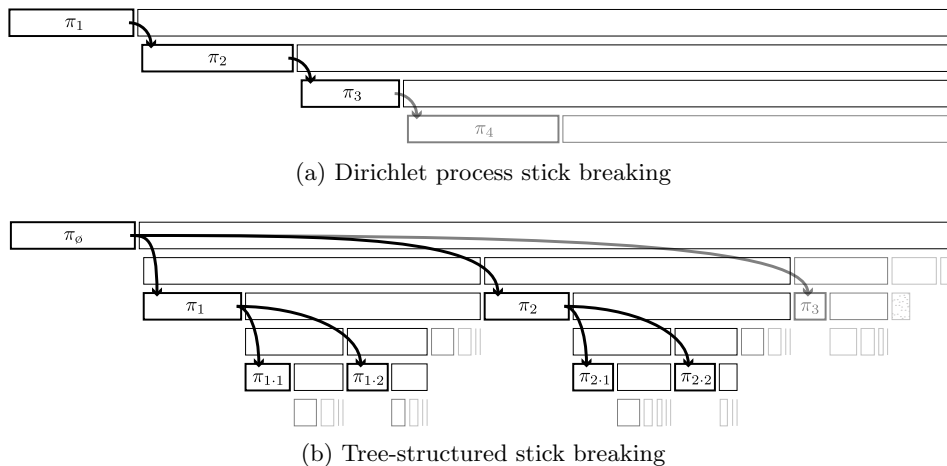 π₁
π₂
π₃
π₄
(a) Dirichlet process stick breaking
π_ø
π₁ π₂ π₃
π₁.₁ π₁.₂ π₂.₁ π₂.₂
(b) Tree-structured stick breaking